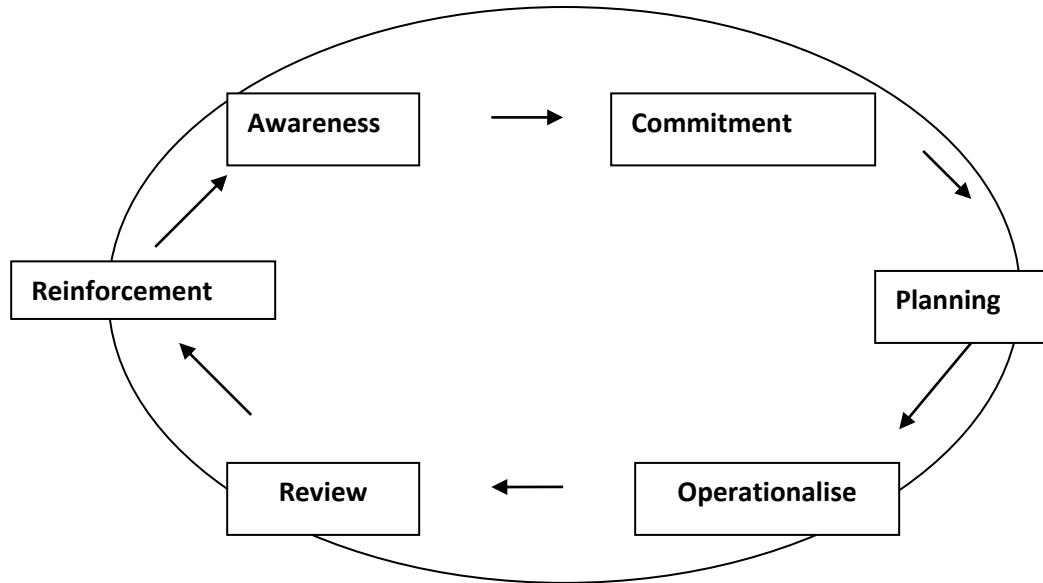 Awareness
Commitment
Reinforcement
Planning
Review
Operationalise